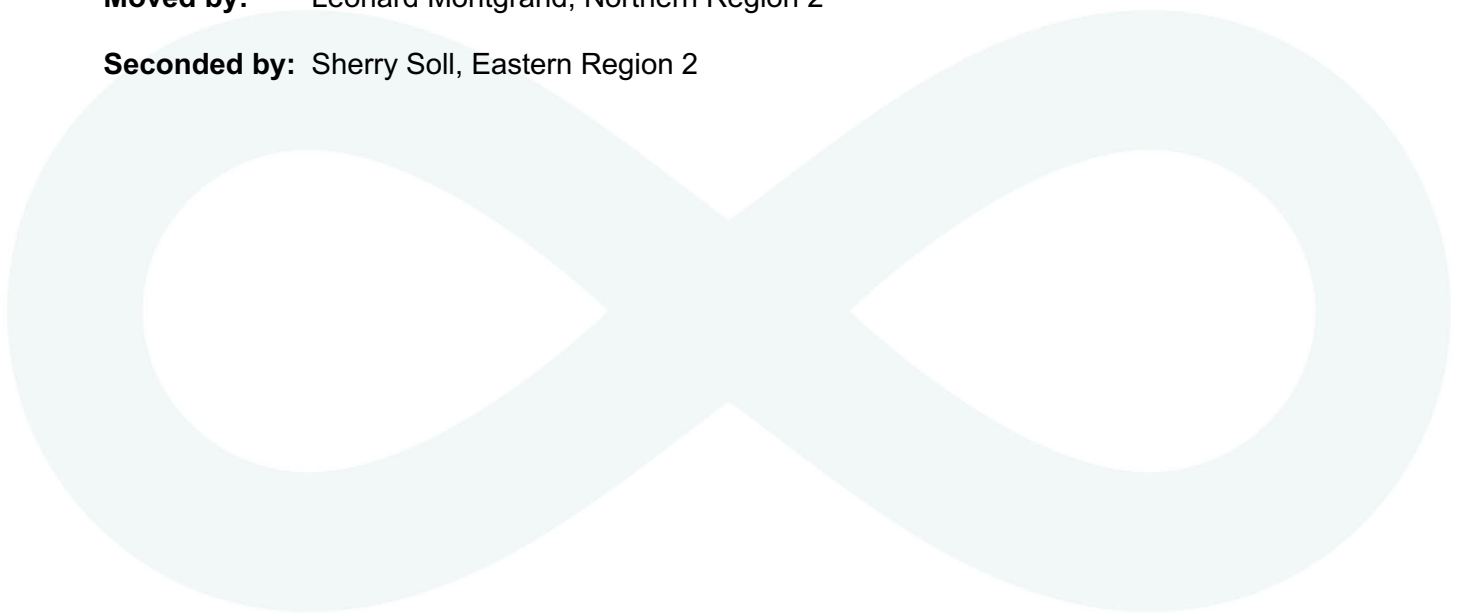 Moved by: Leonard Montgrand, Northern Region 2
Seconded by: Sherry Soll, Eastern Region 2